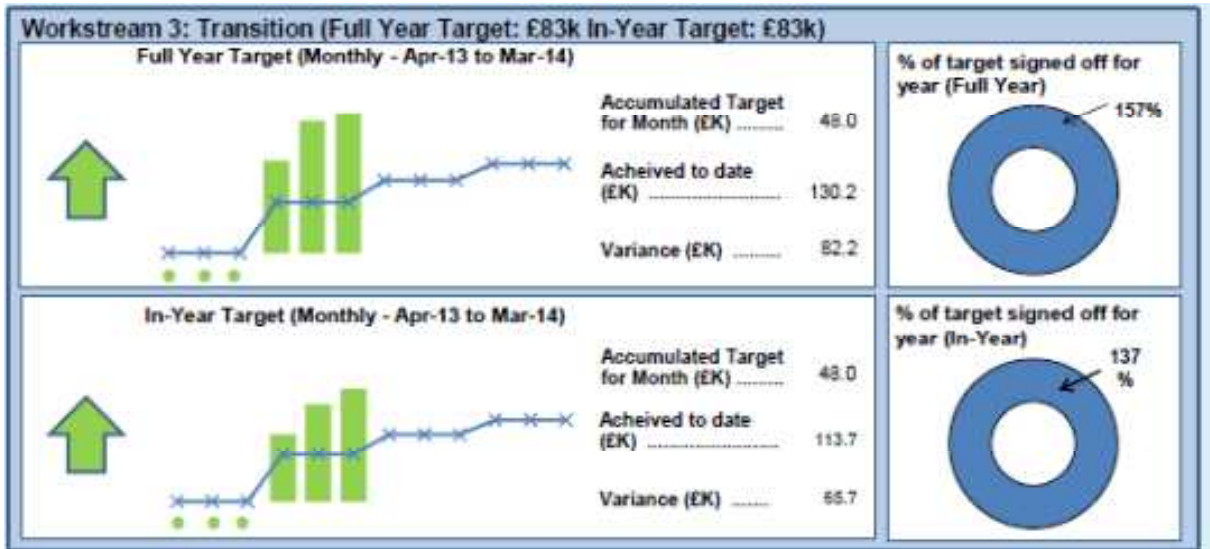 Workstream 3: Transition (Full Year Target: £83k In-Year Target: £83k)
Full Year Target (Monthly - Apr-13 to Mar-14)
Accumulated Target
for Month (£K) ......... 48.0
Acheived to date
(£K) .......................... 130.2
Variance (£K) ......... 82.2
% of target signed off for
year (Full Year)
157%
In-Year Target (Monthly - Apr-13 to Mar-14)
Accumulated Target
for Month (£K) ......... 48.0
Acheived to date
(£K) .......................... 113.7
Variance (£K) ....... 65.7
% of target signed off for
year (In-Year)
137
%